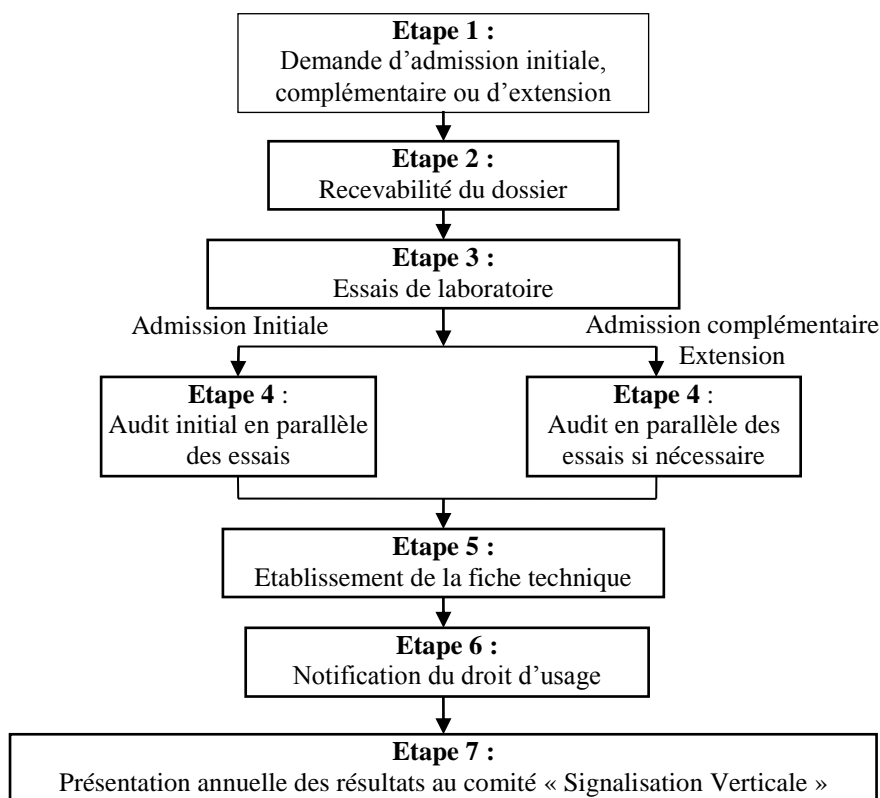 Etape 1 :
Demande d’admission initiale,
complémentaire ou d’extension
Etape 2 :
Recevabilité du dossier
Etape 3 :
Essais de laboratoire
Admission Initiale
Admission complémentaire
Extension
Etape 4 :
Audit initial en parallèle
des essais
Etape 4 :
Audit en parallèle des
essais si nécessaire
Etape 5 :
Etablissement de la fiche technique
Etape 6 :
Notification du droit d’usage
Etape 7 :
Présentation annuelle des résultats au comité « Signalisation Verticale »